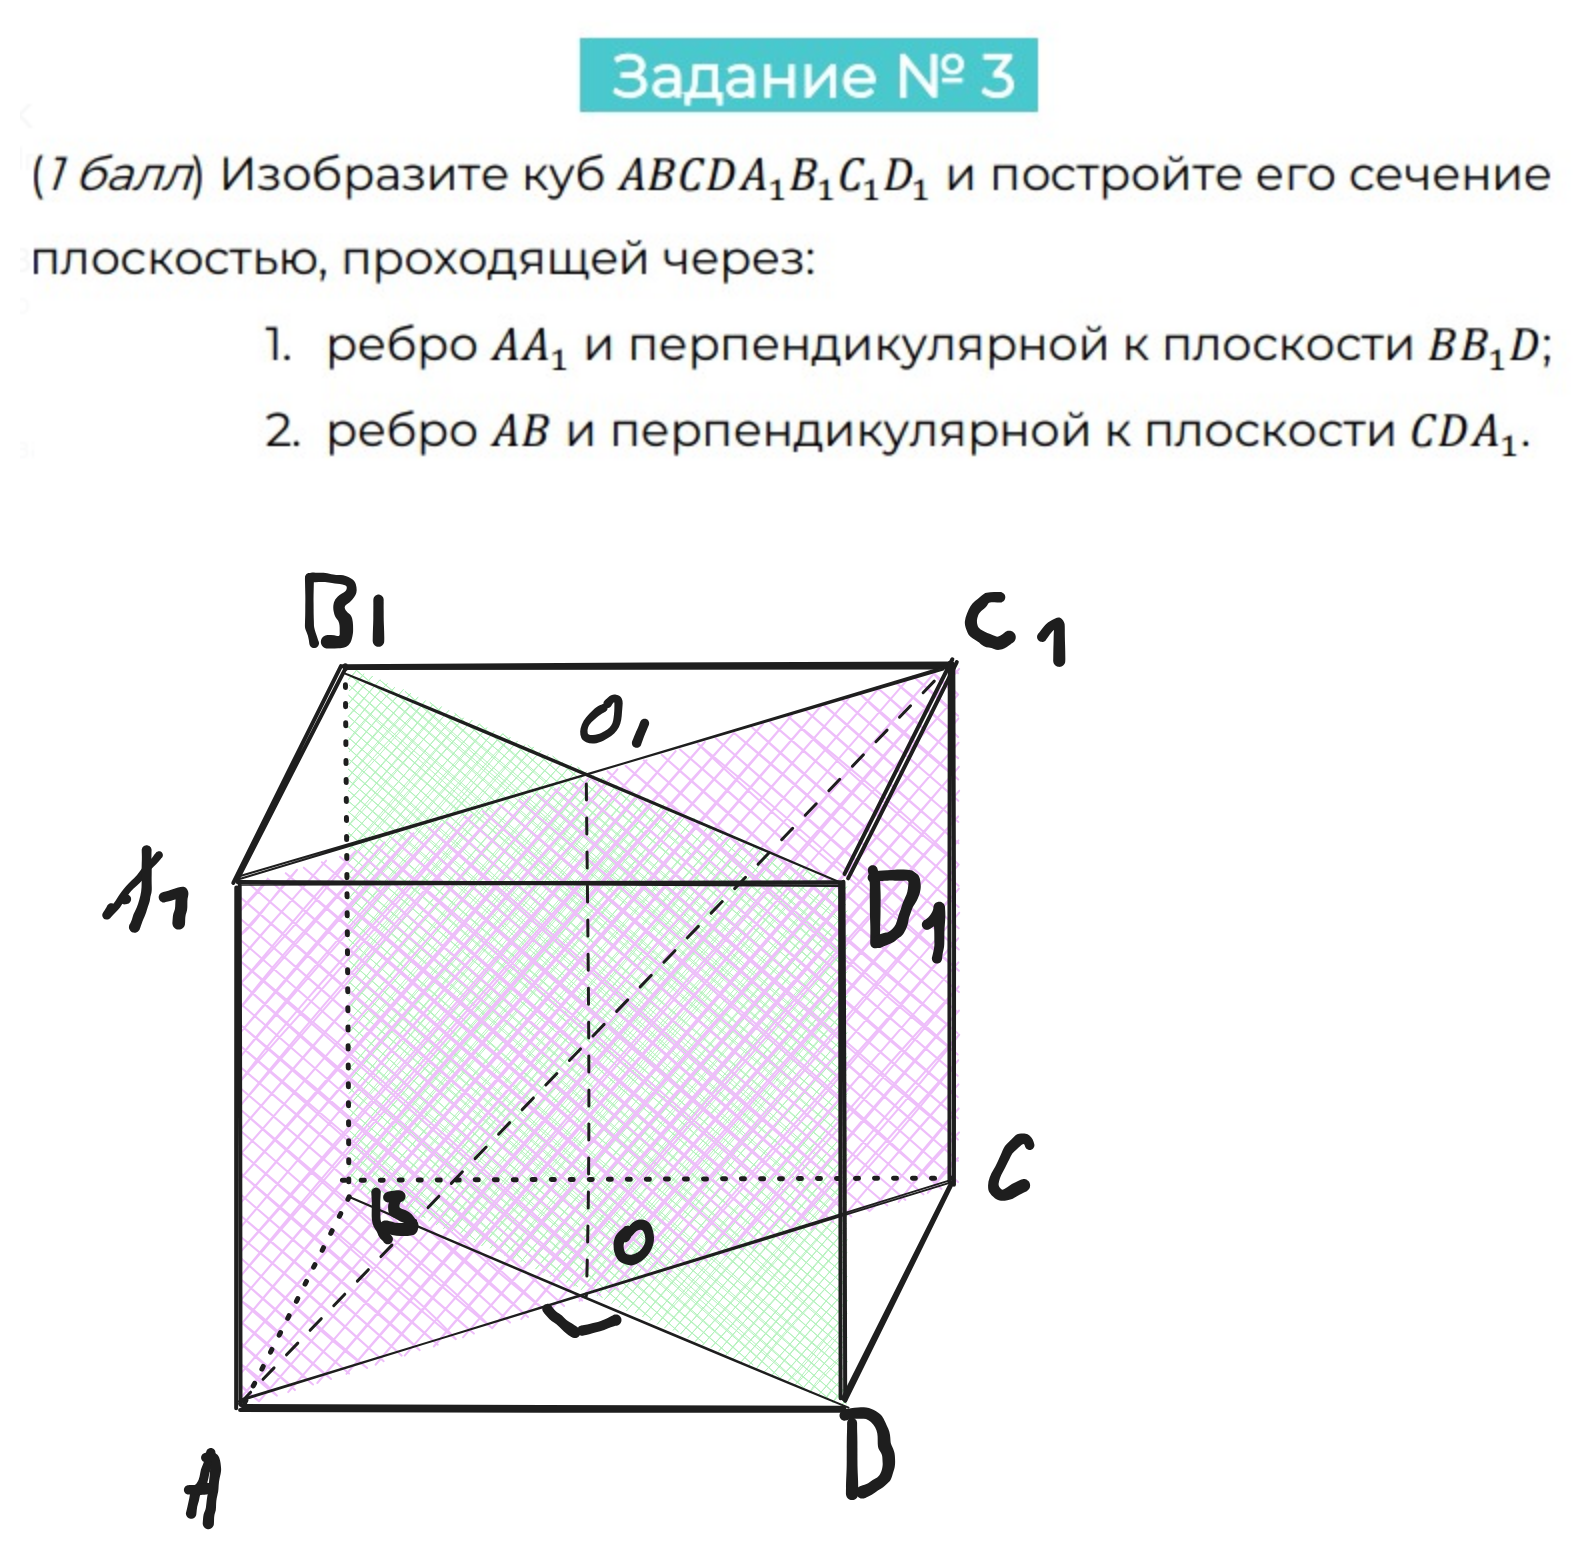 Задание № 3
(1 балл) Изобразите куб ABCDA₁B₁C₁D₁ и постройте его сечение
плоскостью, проходящей через:
1. ребро AA₁ и перпендикулярной к плоскости BB₁D;
2. ребро AB и перпендикулярной к плоскости CDA₁.
B1
C1
O1
A1
D1
C
B
O
D
A